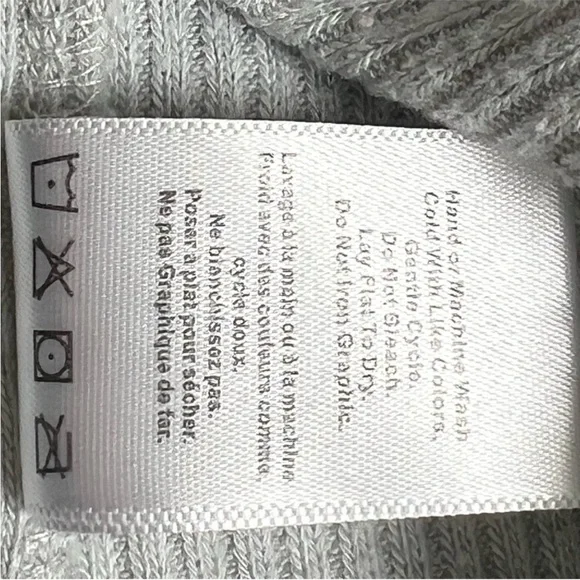 Hand or Machine Wash
Cold With Like Colors.
Gentle Cycle.
Do Not Bleach
Lay Flat To Dry.
Do Not Iron Graphic.
Lavage à la main ou à la machine
froid avec des couleurs comme.
cycle doux.
Ne blanchissez pas.
Poser à plat pour sécher.
Ne pas Graphique de fer.